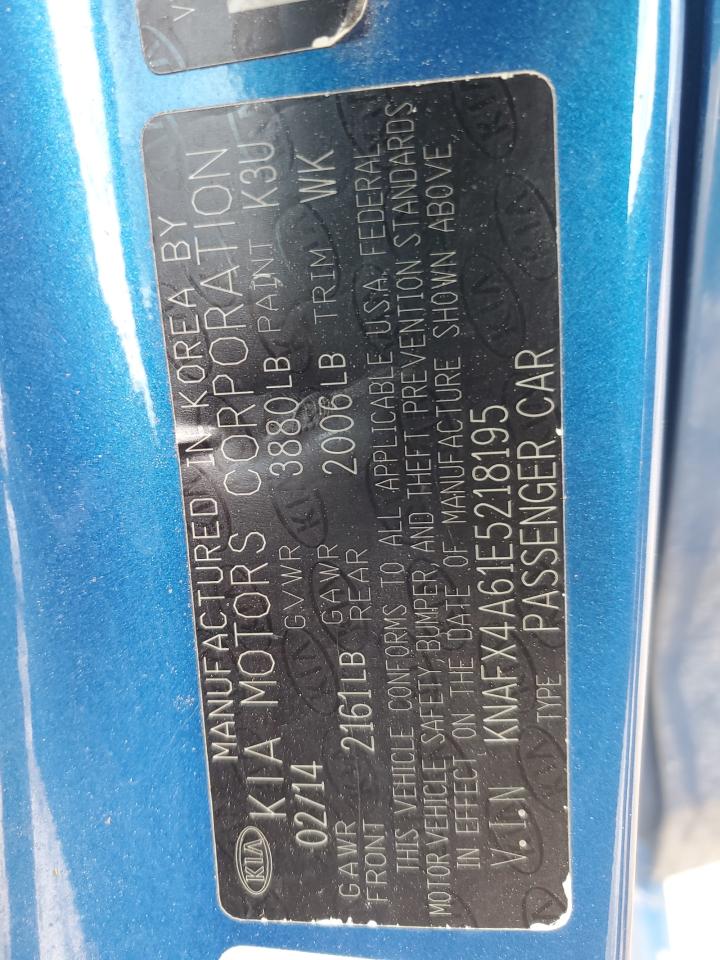 MANUFACTURED IN KOREA BY
KIA KIA MOTORS CORPORATION
02/14 GVWR 3880LB PAINT K3U
GAWR FRONT 2161LB GAWR REAR 2006LB TRIM WK
THIS VEHICLE CONFORMS TO ALL APPLICABLE U.S.A. FEDERAL
MOTOR VEHICLE SAFETY, BUMPER AND THEFT PREVENTION STANDARDS
IN EFFECT ON THE DATE OF MANUFACTURE SHOWN ABOVE
V.I.N KNAFX4A61E5218195
TYPE PASSENGER CAR